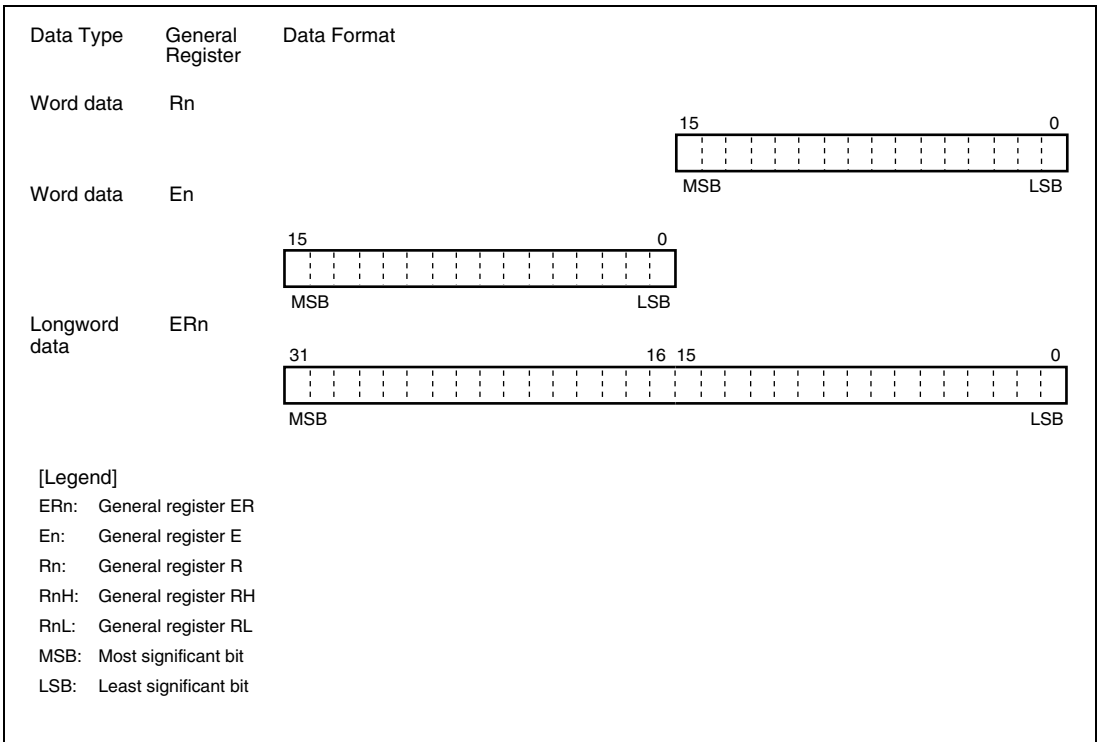 Data Type General Register Data Format
Word data Rn
15 0
MSB LSB
Word data En
15 0
MSB LSB
Longword data ERn
31 16 15 0
MSB LSB
[Legend]
ERn: General register ER
En: General register E
Rn: General register R
RnH: General register RH
RnL: General register RL
MSB: Most significant bit
LSB: Least significant bit